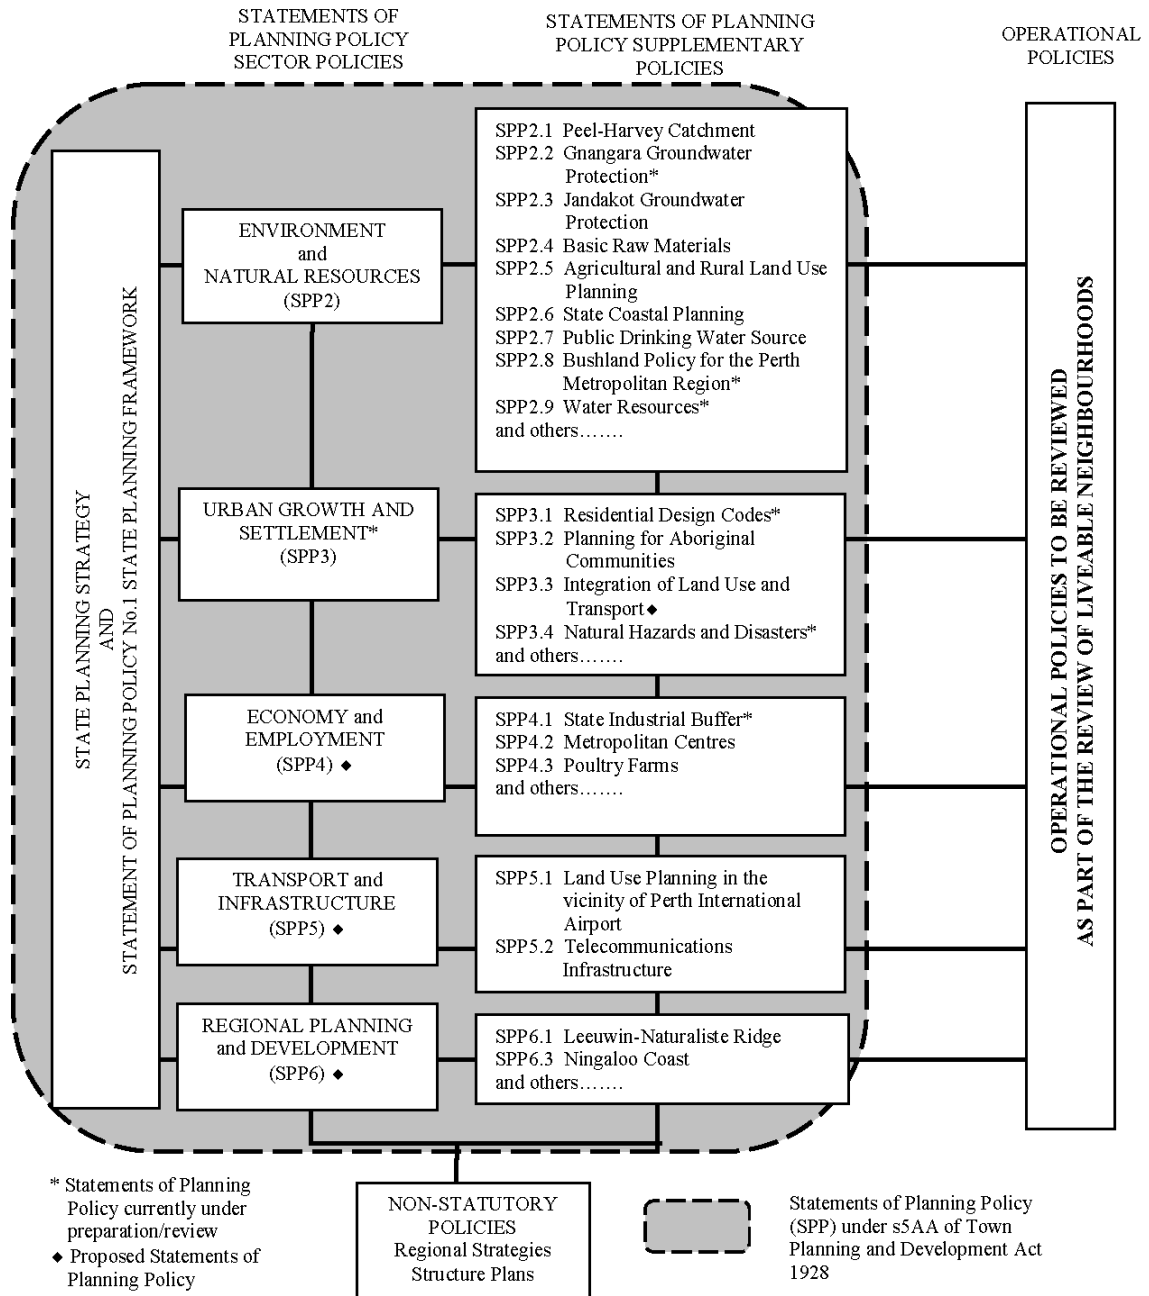 STATEMENTS OF
PLANNING POLICY
SECTOR POLICIES
STATEMENTS OF PLANNING
POLICY SUPPLEMENTARY
POLICIES
OPERATIONAL
POLICIES
STATE PLANNING STRATEGY
AND
STATEMENT OF PLANNING POLICY No.1 STATE PLANNING FRAMEWORK
ENVIRONMENT
and
NATURAL RESOURCES
(SPP2)
SPP2.1 Peel-Harvey Catchment
SPP2.2 Gnangara Groundwater
Protection*
SPP2.3 Jandakot Groundwater
Protection
SPP2.4 Basic Raw Materials
SPP2.5 Agricultural and Rural Land Use
Planning
SPP2.6 State Coastal Planning
SPP2.7 Public Drinking Water Source
SPP2.8 Bushland Policy for the Perth
Metropolitan Region*
SPP2.9 Water Resources*
and others…….
URBAN GROWTH AND
SETTLEMENT*
(SPP3)
SPP3.1 Residential Design Codes*
SPP3.2 Planning for Aboriginal
Communities
SPP3.3 Integration of Land Use and
Transport ◆
SPP3.4 Natural Hazards and Disasters*
and others…….
ECONOMY and
EMPLOYMENT
(SPP4) ◆
SPP4.1 State Industrial Buffer*
SPP4.2 Metropolitan Centres
SPP4.3 Poultry Farms
and others…….
TRANSPORT and
INFRASTRUCTURE
(SPP5) ◆
SPP5.1 Land Use Planning in the
vicinity of Perth International
Airport
SPP5.2 Telecommunications
Infrastructure
REGIONAL PLANNING
and DEVELOPMENT
(SPP6) ◆
SPP6.1 Leeuwin-Naturaliste Ridge
SPP6.3 Ningaloo Coast
and others…….
OPERATIONAL POLICIES TO BE REVIEWED
AS PART OF THE REVIEW OF LIVEABLE NEIGHBOURHOODS
* Statements of Planning
Policy currently under
preparation/review
◆ Proposed Statements of
Planning Policy
NON-STATUTORY
POLICIES
Regional Strategies
Structure Plans
Statements of Planning Policy
(SPP) under s5AA of Town
Planning and Development Act
1928